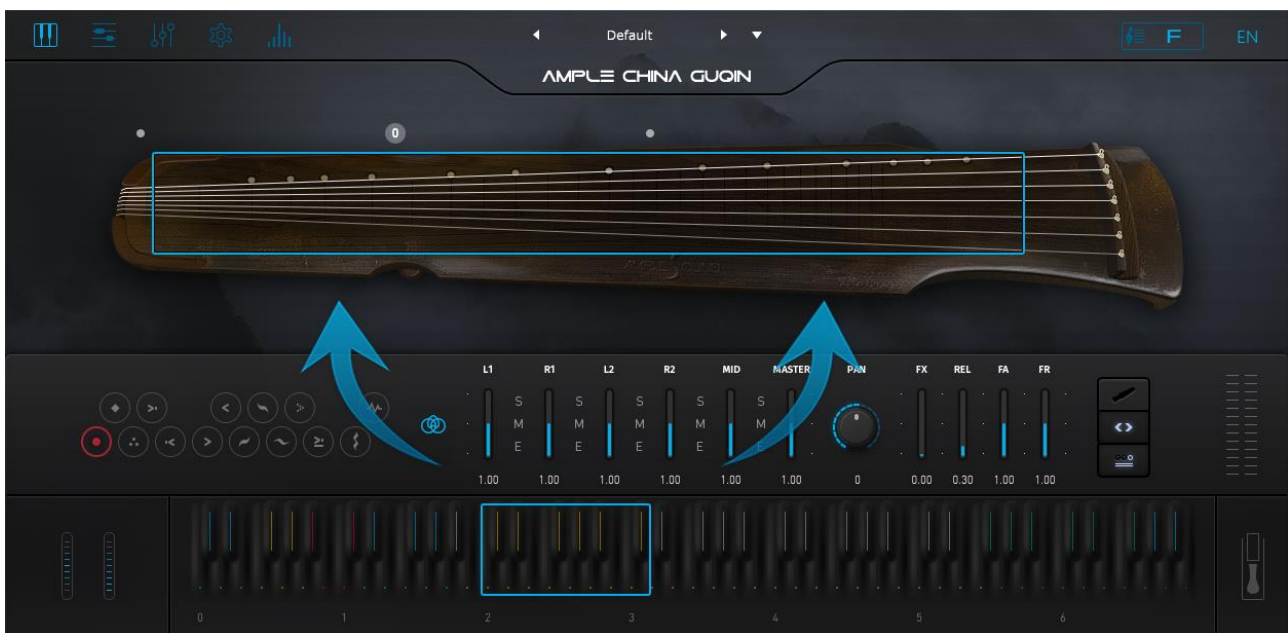 Default
F
EN
AMPLE CHINA GUQIN
0
L1 R1 L2 R2 MID MASTER PAN FX REL FA FR
S S S S S
M M M M M
E E E E E
1.00 1.00 1.00 1.00 1.00 1.00 0 0.00 0.30 1.00 1.00
0 1 2 3 4 5 6